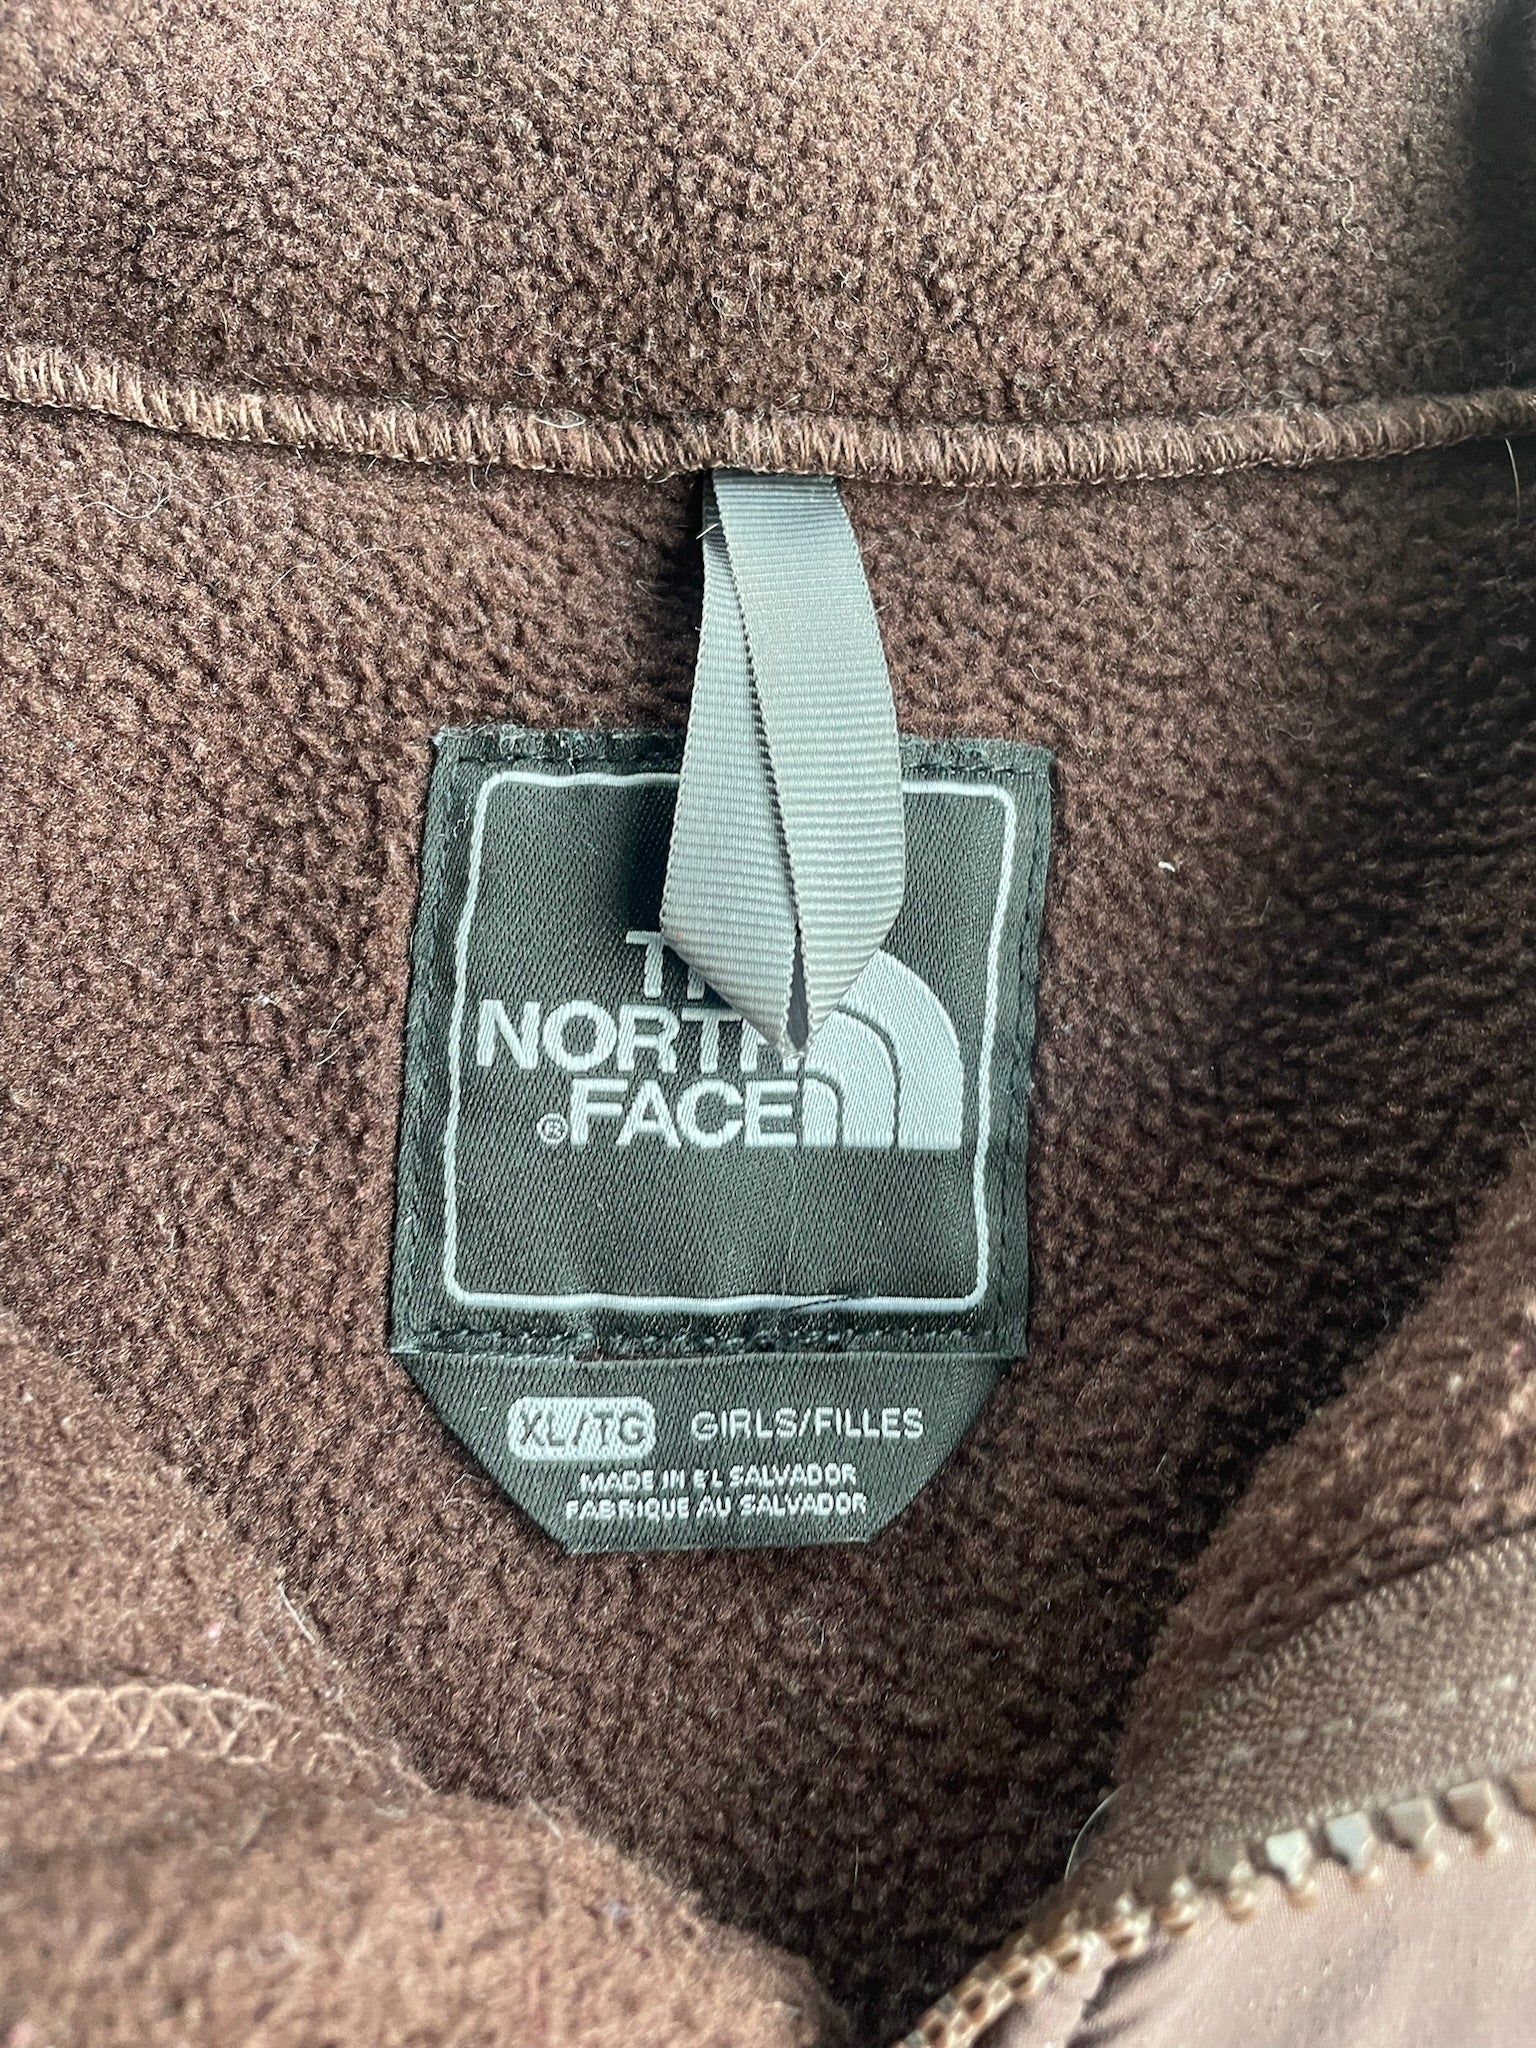 NORTH
®FACE
XL/TG GIRLS/FILLES
MADE IN EL SALVADOR
FABRIQUE AU SALVADOR